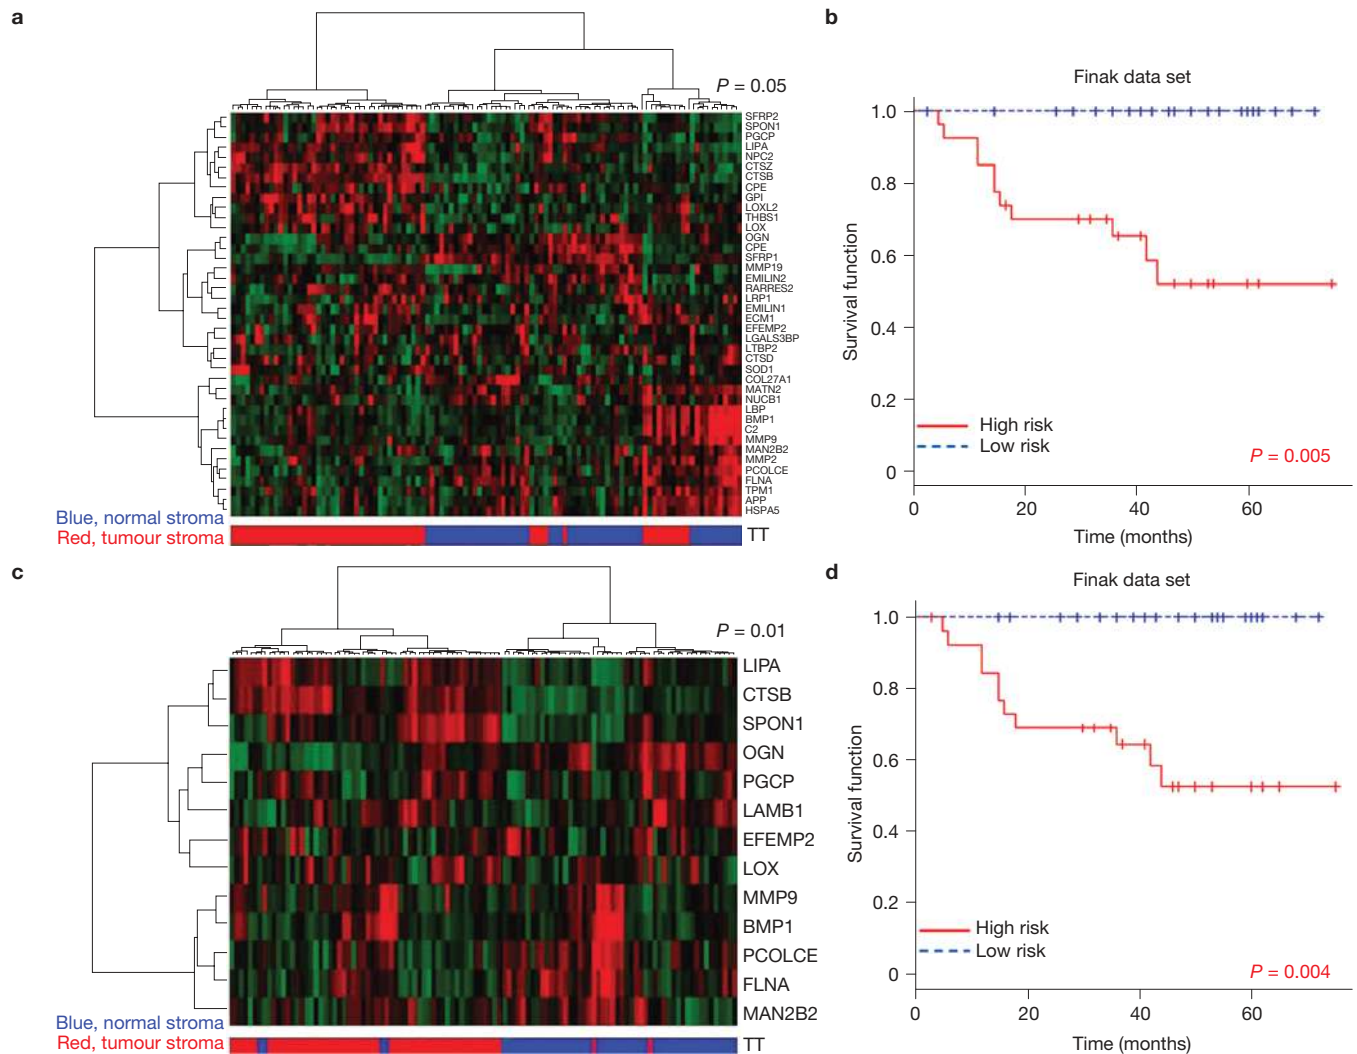 a
P = 0.05
SFRP2
SPON1
PGCP
LIPA
NPC2
CTSZ
CTSB
CPE
GPI
LOXL2
THBS1
LOX
OGN
CPE
SFRP1
MMP19
EMILIN2
RARRES2
LRP1
EMILIN1
ECM1
EFEMP2
LGALS3BP
LTBP2
CTSD
SOD1
COL27A1
MATN2
NUCB1
LBP
BMP1
C2
MMP9
MAN2B2
MMP2
PCOLCE
FLNA
TPM1
APP
HSPA5
Blue, normal stroma
Red, tumour stroma
TT
b
Finak data set
Survival function
1.0
0.8
0.6
0.4
0.2
0
High risk
Low risk
P = 0.005
0 20 40 60
Time (months)
c
P = 0.01
LIPA
CTSB
SPON1
OGN
PGCP
LAMB1
EFEMP2
LOX
MMP9
BMP1
PCOLCE
FLNA
MAN2B2
Blue, normal stroma
Red, tumour stroma
TT
d
Finak data set
Survival function
1.0
0.8
0.6
0.4
0.2
0
High risk
Low risk
P = 0.004
0 20 40 60
Time (months)